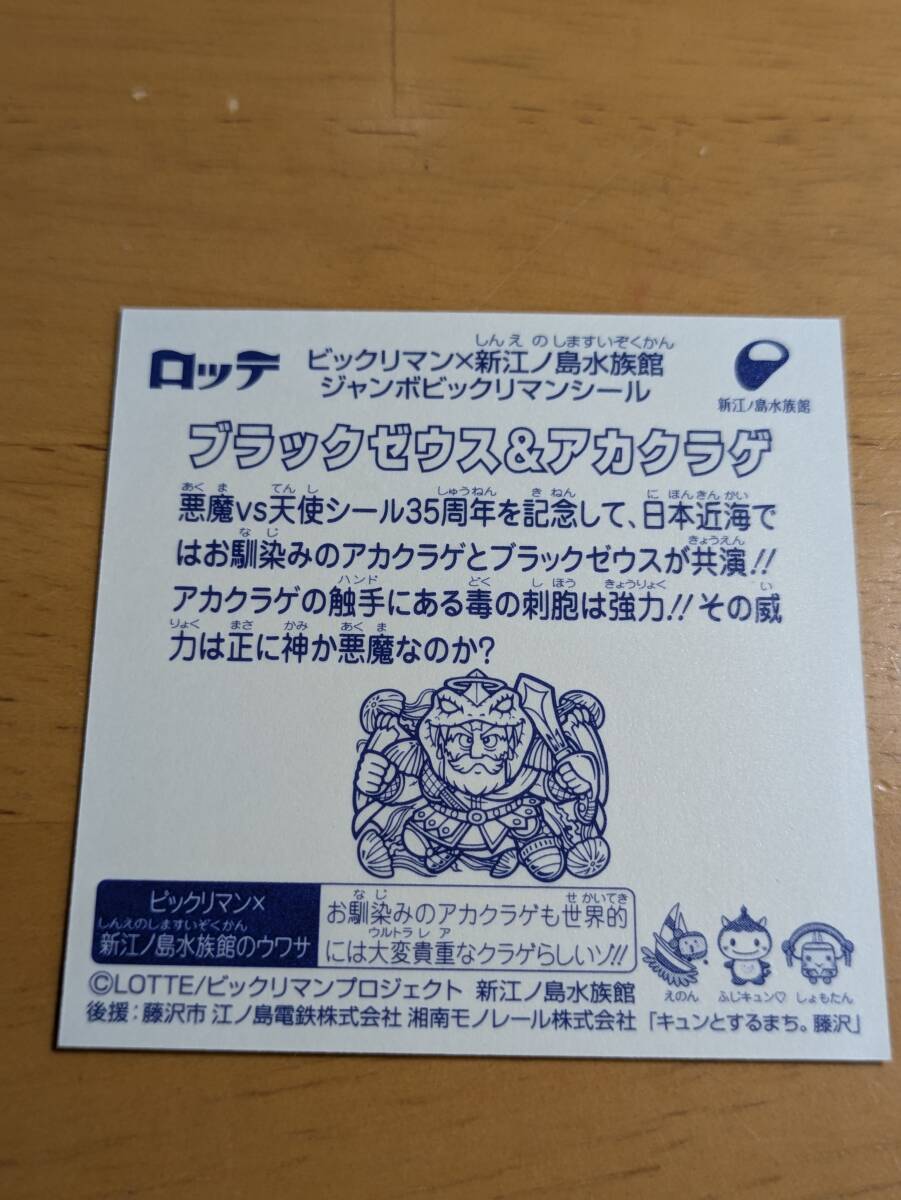 ロッテ
しんえのしますいぞくかん
ビックリマン×新江ノ島水族館
ジャンボビックリマンシール
新江ノ島水族館
ブラックゼウス&アカクラゲ
あくま てんし しゅうねん きねん にほんきんかい
悪魔vs天使シール35周年を記念して、日本近海で
なじ きょうえん
はお馴染みのアカクラゲとブラックゼウスが共演!!
ハンド どく しほう きょうりょく い
アカクラゲの触手にある毒の刺胞は強力!!その威
りょく まさ かみ あくま
力は正に神か悪魔なのか?
ビックリマン×
しんえのしますいぞくかん
新江ノ島水族館のウワサ
なじ せかいてき
お馴染みのアカクラゲも世界的
ウルトラレア
には大変貴重なクラゲらしいソ!!
えのん ふじキュン♡ しょもたん
©LOTTE/ビックリマンプロジェクト 新江ノ島水族館
後援:藤沢市 江ノ島電鉄株式会社 湘南モノレール株式会社 「キュンとするまち。藤沢」